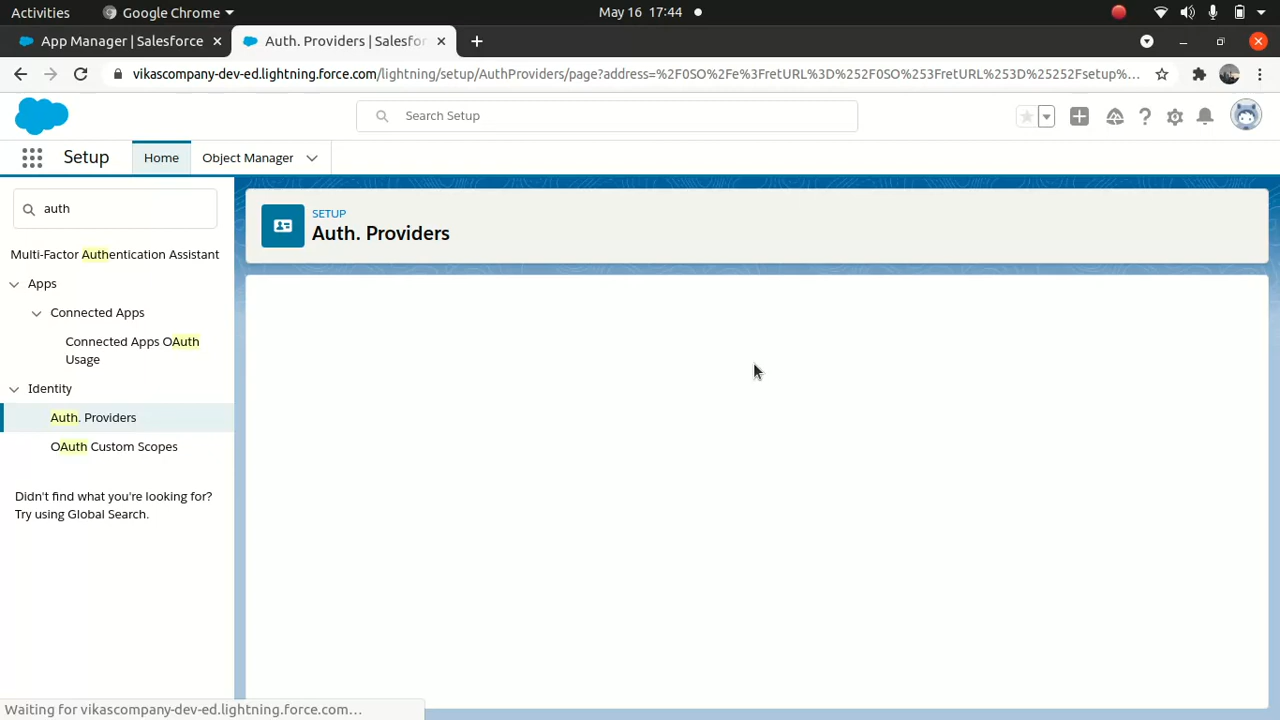 Activities
Google Chrome
May 16 17:44
App Manager | Salesforce
Auth. Providers | Salesfor
vikascompany-dev-ed.lightning.force.com/lightning/setup/AuthProviders/page?address=%2F0SO%2Fe%3FretURL%3D%252F0SO%253FretURL%253D%25252Fsetup%...
Search Setup
Setup
Home
Object Manager
auth
SETUP
Auth. Providers
Multi-Factor Authentication Assistant
Apps
Connected Apps
Connected Apps OAuth
Usage
Identity
Auth. Providers
OAuth Custom Scopes
Didn't find what you're looking for?
Try using Global Search.
Waiting for vikascompany-dev-ed.lightning.force.com...